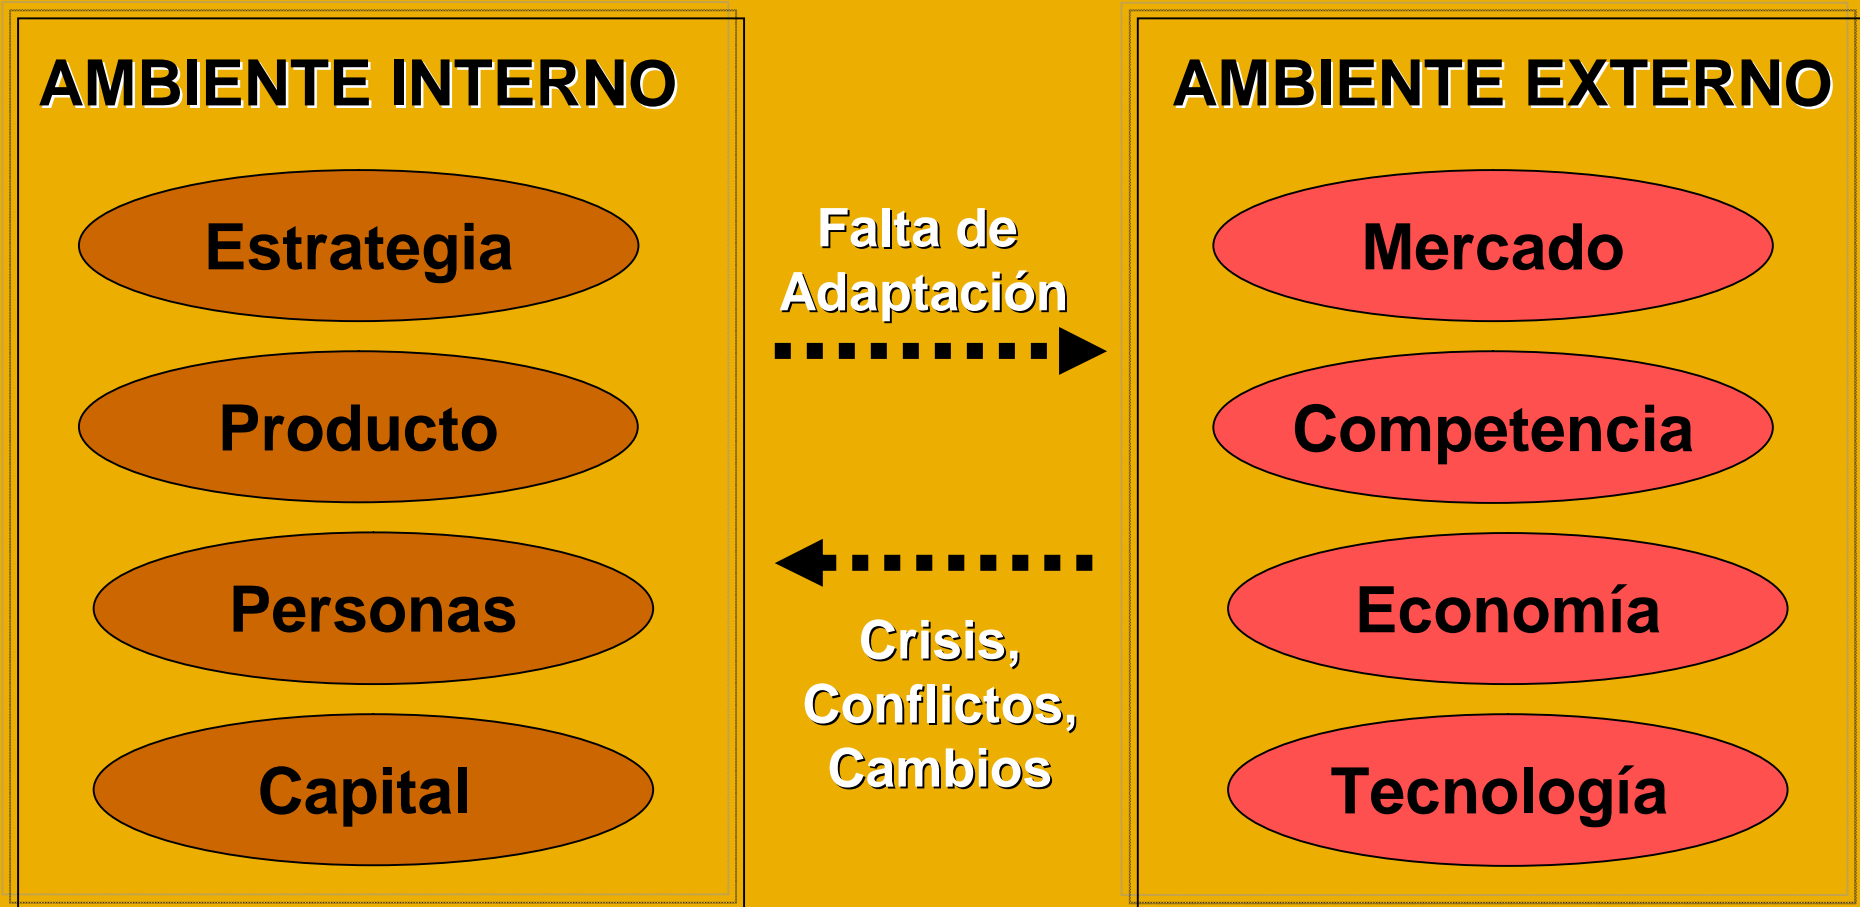 AMBIENTE INTERNO
Estrategia
Producto
Personas
Capital
Falta de
Adaptación
Crisis,
Conflictos,
Cambios
AMBIENTE EXTERNO
Mercado
Competencia
Economía
Tecnología